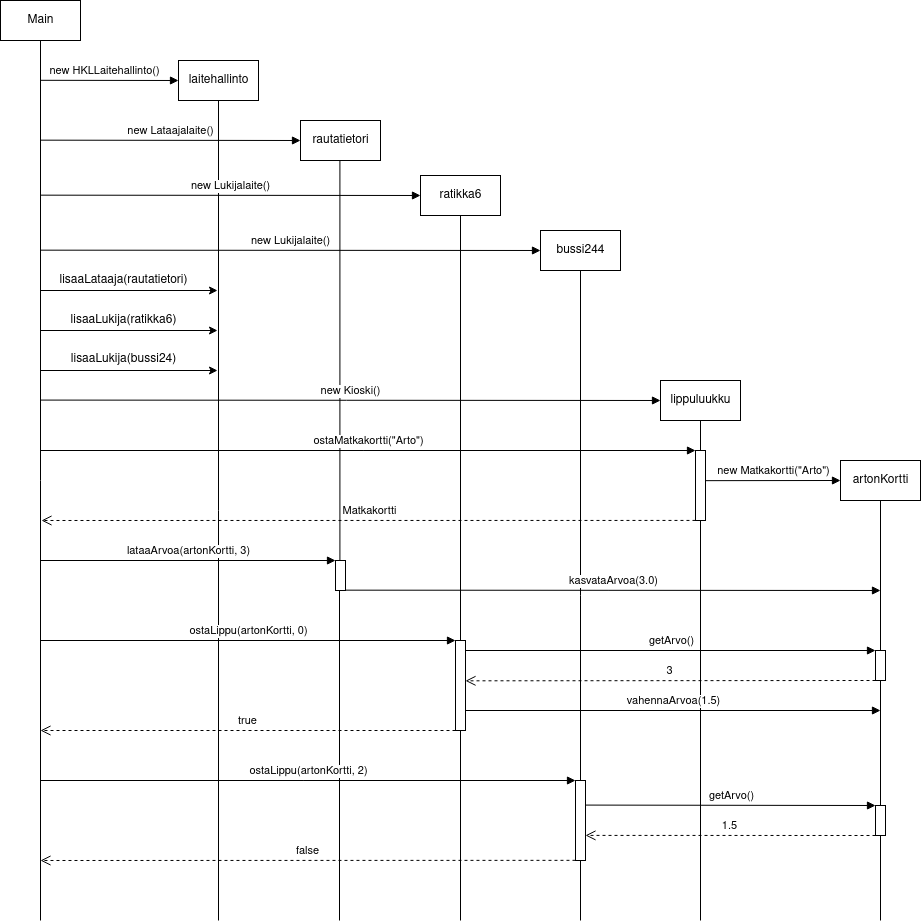 Main
new HKLLaitehallinto()
laitehallinto
new Lataajalaite()
rautatietori
new Lukijalaite()
ratikka6
new Lukijalaite()
bussi244
lisaaLataaja(rautatietori)
lisaaLukija(ratikka6)
lisaaLukija(bussi24)
new Kioski()
lippuluukku
ostaMatkakortti("Arto")
new Matkakortti("Arto")
artonKortti
Matkakortti
lataaArvoa(artonKortti, 3)
kasvataArvoa(3.0)
ostaLippu(artonKortti, 0)
getArvo()
3
vahennaArvoa(1.5)
true
ostaLippu(artonKortti, 2)
getArvo()
1.5
false